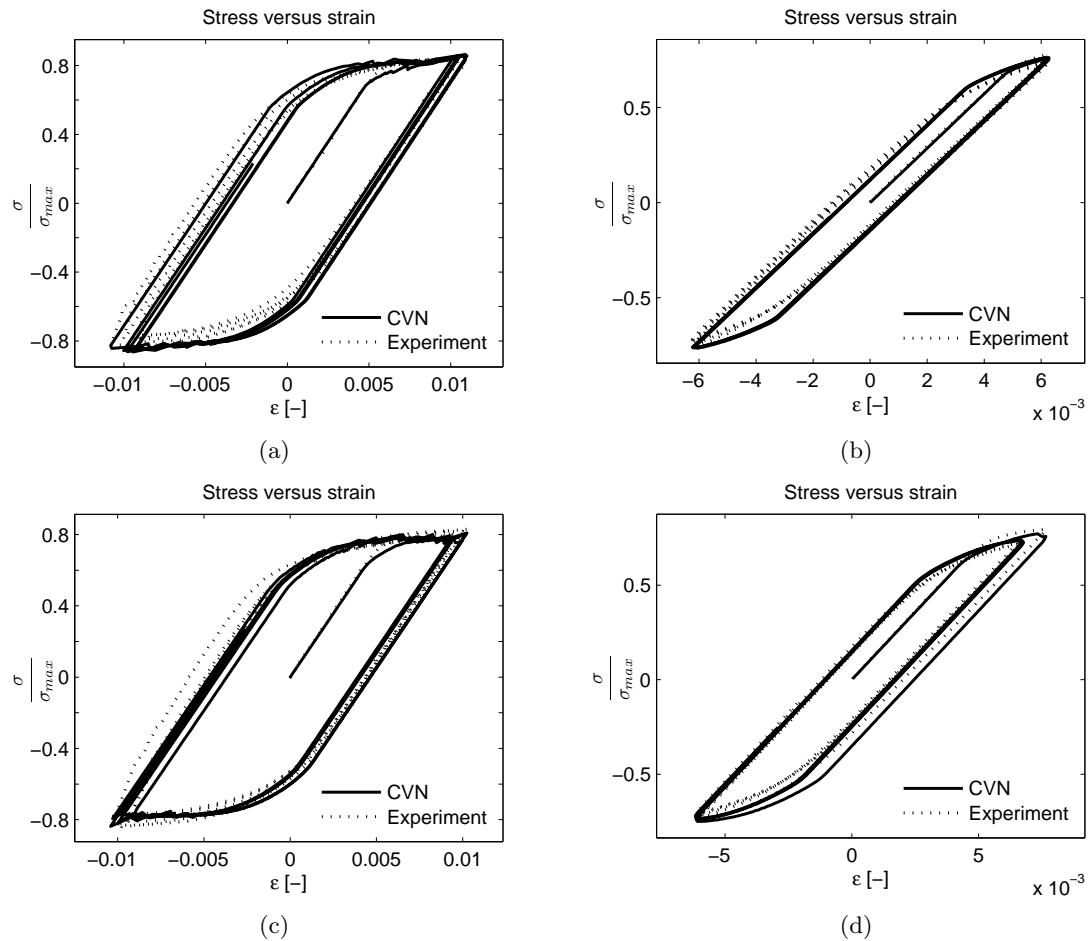 Stress versus strain
0.8
0.4
0
−0.4
−0.8
σ
σmax
−0.01 −0.005 0 0.005 0.01
ε [−]
CVN
Experiment
(a)
Stress versus strain
0.5
0
−0.5
σ
σmax
−6 −4 −2 0 2 4 6
ε [−]
x 10−3
CVN
Experiment
(b)
Stress versus strain
0.8
0.4
0
−0.4
−0.8
σ
σmax
−0.01 −0.005 0 0.005 0.01
ε [−]
CVN
Experiment
(c)
Stress versus strain
0.5
0
−0.5
σ
σmax
−5 0 5
ε [−]
x 10−3
CVN
Experiment
(d)